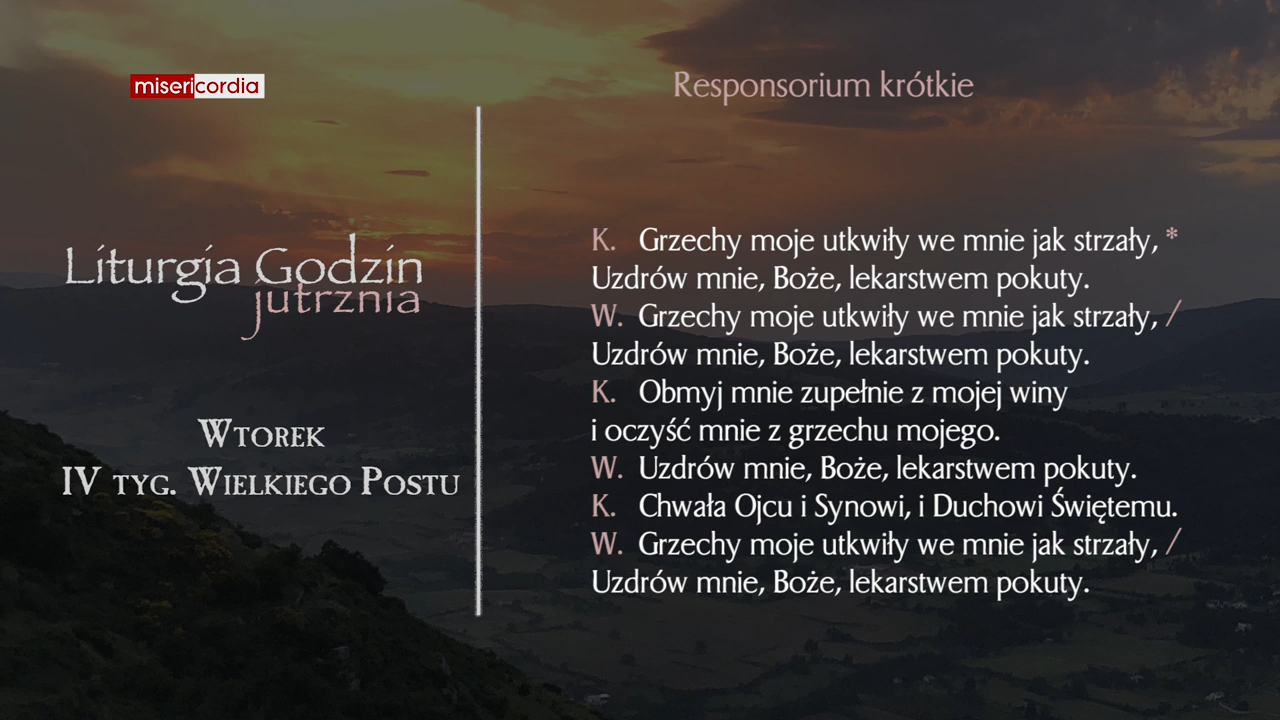 misericordia
Liturgia Godzin
jutrznia
Wtorek
IV tyg. Wielkiego Postu
Responsorium krótkie
K. Grzechy moje utkwiły we mnie jak strzały, *
Uzdrów mnie, Boże, lekarstwem pokuty.
W. Grzechy moje utkwiły we mnie jak strzały, /
Uzdrów mnie, Boże, lekarstwem pokuty.
K. Obmyj mnie zupełnie z mojej winy
i oczyść mnie z grzechu mojego.
W. Uzdrów mnie, Boże, lekarstwem pokuty.
K. Chwała Ojcu i Synowi, i Duchowi Świętemu.
W. Grzechy moje utkwiły we mnie jak strzały, /
Uzdrów mnie, Boże, lekarstwem pokuty.